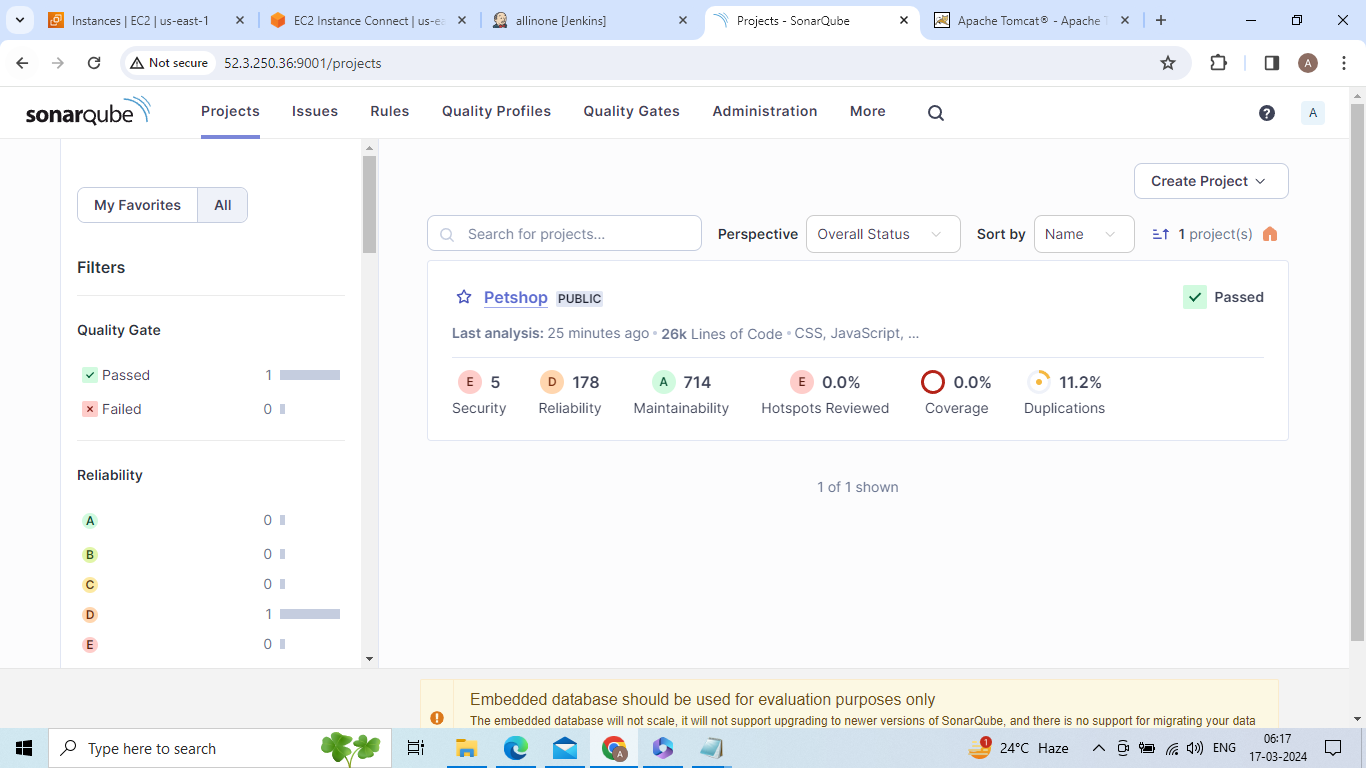 Instances | EC2 | us-east-1
EC2 Instance Connect | us-ea
allinone [Jenkins]
Projects - SonarQube
Apache Tomcat® - Apache T
Not secure
52.3.250.36:9001/projects
A
sonarqube
Projects
Issues
Rules
Quality Profiles
Quality Gates
Administration
More
?
A
My Favorites
All
Create Project
Search for projects...
Perspective
Overall Status
Sort by
Name
1 project(s)
Filters
Quality Gate
Passed 1
Failed 0
Reliability
A 0
B 0
C 0
D 1
E 0
Petshop PUBLIC
Passed
Last analysis: 25 minutes ago • 26k Lines of Code • CSS, JavaScript, ...
E 5
Security
D 178
Reliability
A 714
Maintainability
E 0.0%
Hotspots Reviewed
0.0%
Coverage
11.2%
Duplications
1 of 1 shown
Embedded database should be used for evaluation purposes only
The embedded database will not scale, it will not support upgrading to newer versions of SonarQube, and there is no support for migrating your data
Type here to search
A
1
24°C Haze
ENG
06:17
17-03-2024